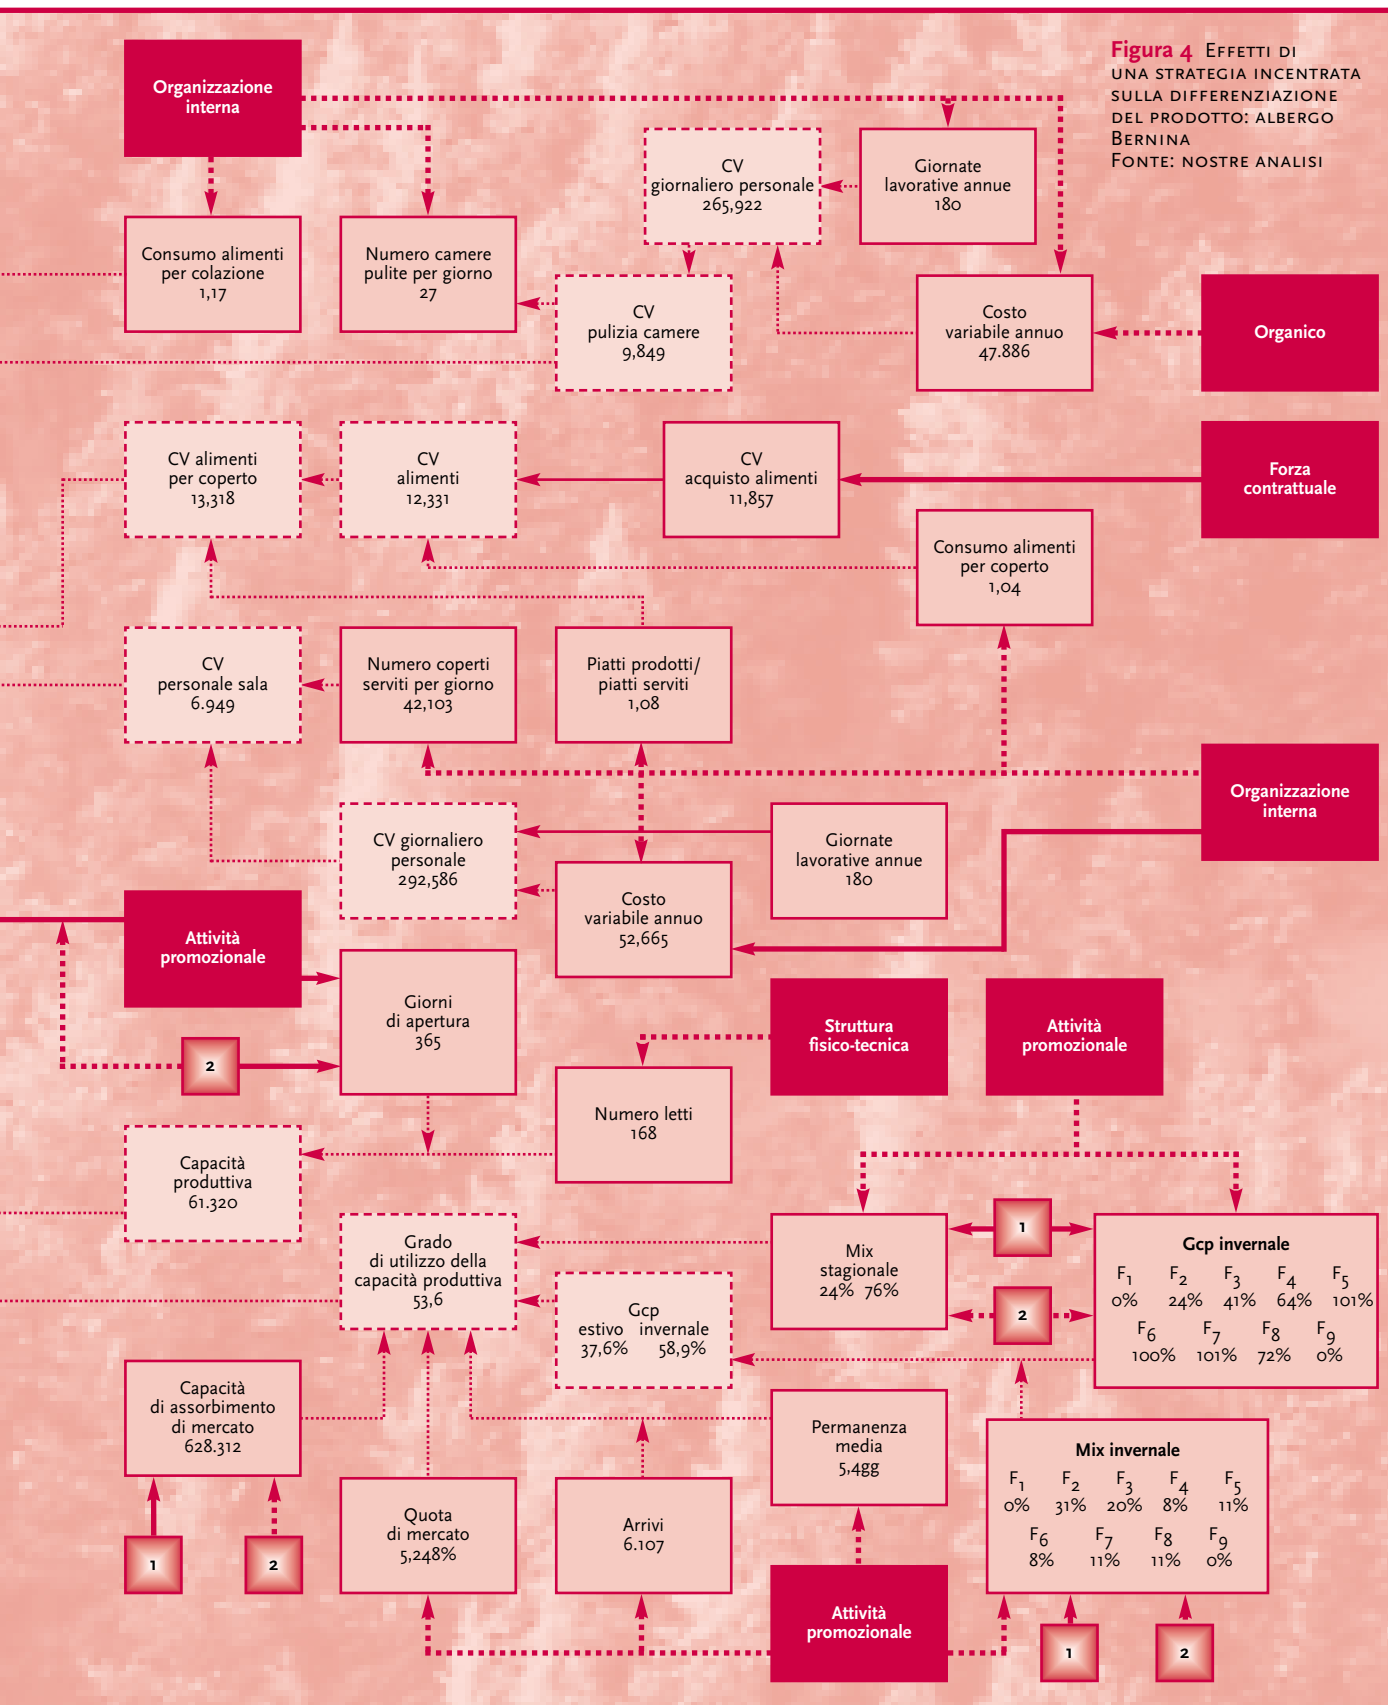 Figura 4 Effetti di
una strategia incentrata
sulla differenziazione
del prodotto: albergo
Bernina
Fonte: nostre analisi
Organizzazione
interna
CV
giornaliero personale
265,922
Giornate
lavorative annue
180
Consumo alimenti
per colazione
1,17
Numero camere
pulite per giorno
27
CV
pulizia camere
9,849
Costo
variabile annuo
47.886
Organico
CV alimenti
per coperto
13,318
CV
alimenti
12,331
CV
acquisto alimenti
11,857
Forza
contrattuale
Consumo alimenti
per coperto
1,04
CV
personale sala
6.949
Numero coperti
serviti per giorno
42,103
Piatti prodotti/
piatti serviti
1,08
Organizzazione
interna
CV giornaliero
personale
292,586
Giornate
lavorative annue
180
Costo
variabile annuo
52,665
Attività
promozionale
Giorni
di apertura
365
2
Struttura
fisico-tecnica
Attività
promozionale
Numero letti
168
Capacità
produttiva
61.320
Grado
di utilizzo della
capacità produttiva
53,6
Gcp
estivo invernale
37,6% 58,9%
Mix
stagionale
24% 76%
1
2
Gcp invernale
F1 F2 F3 F4 F5
0% 24% 41% 64% 101%
F6 F7 F8 F9
100% 101% 72% 0%
Capacità
di assorbimento
di mercato
628.312
1
2
Quota
di mercato
5,248%
Arrivi
6.107
Permanenza
media
5,4gg
Mix invernale
F1 F2 F3 F4 F5
0% 31% 20% 8% 11%
F6 F7 F8 F9
8% 11% 11% 0%
Attività
promozionale
1
2